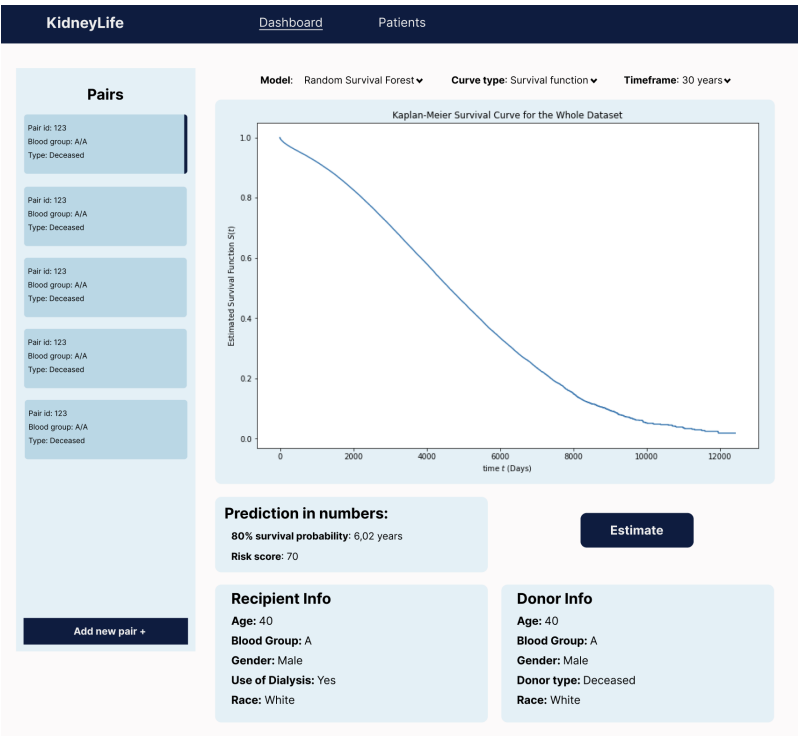 KidneyLife
Dashboard
Patients
Pairs
Pair id: 123
Blood group: A/A
Type: Deceased
Pair id: 123
Blood group: A/A
Type: Deceased
Pair id: 123
Blood group: A/A
Type: Deceased
Pair id: 123
Blood group: A/A
Type: Deceased
Pair id: 123
Blood group: A/A
Type: Deceased
Add new pair +
Model: Random Survival Forest
Curve type: Survival function
Timeframe: 30 years
Kaplan-Meier Survival Curve for the Whole Dataset
Estimated Survival Function S(t)
1.0
0.8
0.6
0.4
0.2
0.0
0 2000 4000 6000 8000 10000 12000
time t (Days)
Prediction in numbers:
80% survival probability: 6,02 years
Risk score: 70
Estimate
Recipient Info
Age: 40
Blood Group: A
Gender: Male
Use of Dialysis: Yes
Race: White
Donor Info
Age: 40
Blood Group: A
Gender: Male
Donor type: Deceased
Race: White